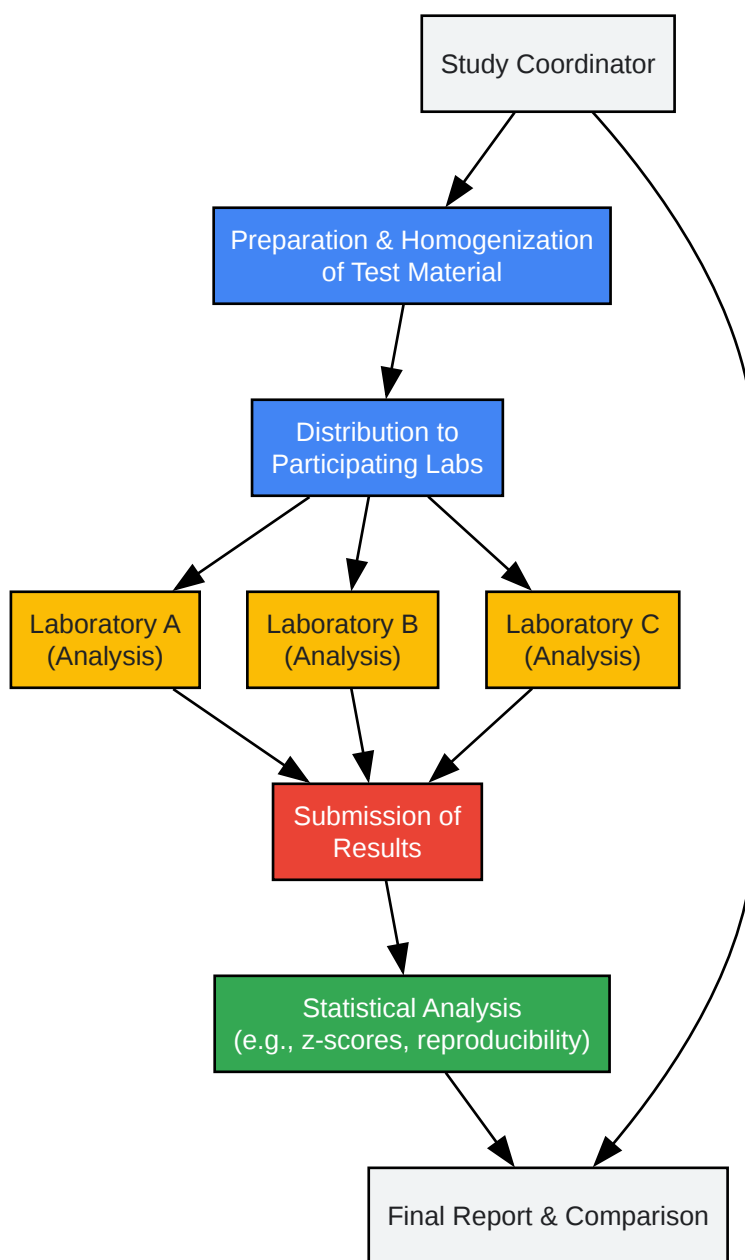 Study Coordinator
Preparation & Homogenization
of Test Material
Distribution to
Participating Labs
Laboratory A
(Analysis)
Laboratory B
(Analysis)
Laboratory C
(Analysis)
Submission of
Results
Statistical Analysis
(e.g., z-scores, reproducibility)
Final Report & Comparison